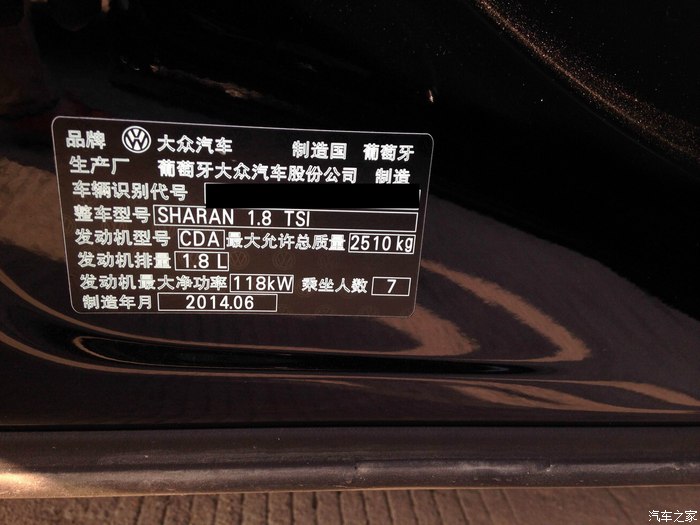 品牌 大众汽车 制造国 葡萄牙
生产厂 葡萄牙大众汽车股份公司 制造
车辆识别代号
整车型号 SHARAN 1.8 TSI
发动机型号 CDA 最大允许总质量 2510 kg
发动机排量 1.8 L
发动机最大净功率 118kW 乘坐人数 7
制造年月 2014.06
汽车之家